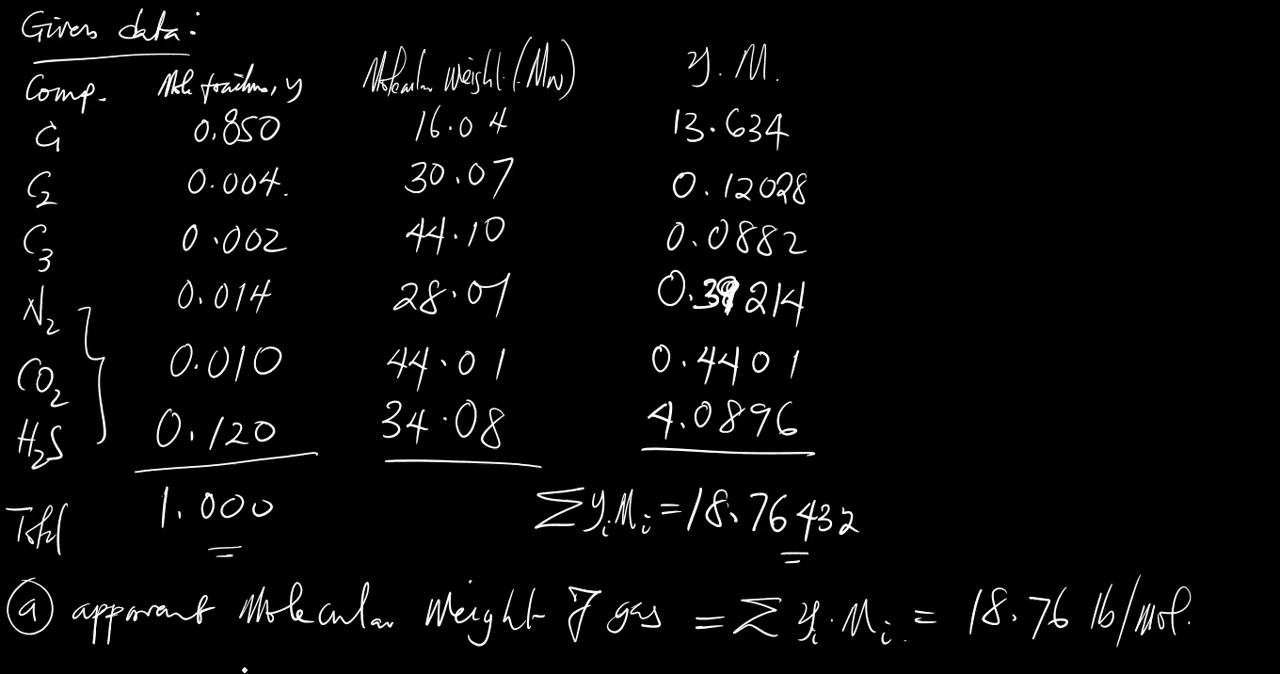 Given data:
Comp. Mole fraction, y Molecular Weight (Mw) y.M.
C1 0.850 16.04 13.634
C2 0.004. 30.07 0.12028
C3 0.002 44.10 0.0882
N2 0.014 28.01 0.39214
CO2 0.010 44.01 0.4401
H2S 0.120 34.08 4.0896
Total 1.000 ∑yiMi = 18.76432
(a) apparent Molecular Weight of gas = ∑ yi.Mi = 18.76 lb/mol.